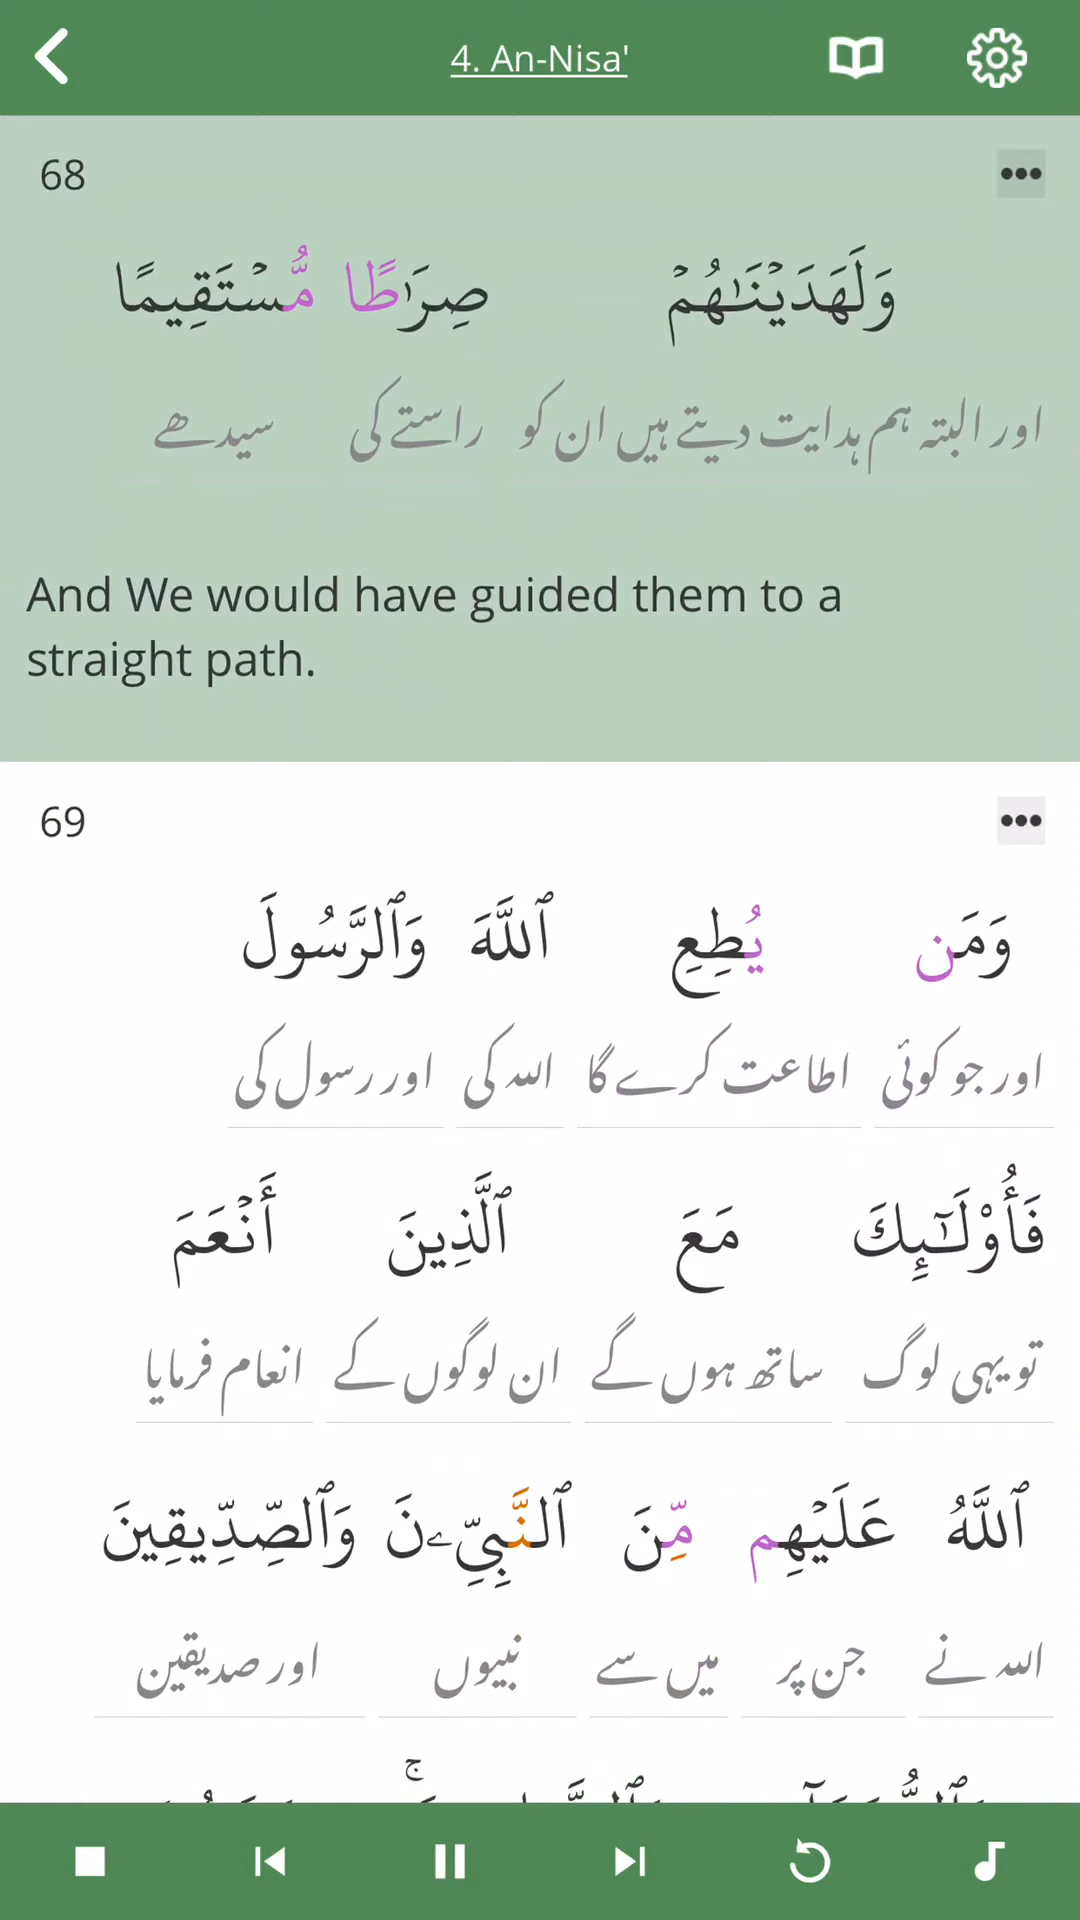 4. An-Nisa'
68
وَلَهَدَيْنَٰهُمْ صِرَٰطًا مُّسْتَقِيمًا
اور البتہ ہم ہدایت دیتے ہیں ان کو راستے کی سیدھے
And We would have guided them to a
straight path.
69
وَمَن يُطِعِ ٱللَّهَ وَٱلرَّسُولَ
اور جو کوئی اطاعت کرے گا اللہ کی اور رسول کی
فَأُو۟لَـٰٓئِكَ مَعَ ٱلَّذِينَ أَنْعَمَ
تو یہی لوگ ساتھ ہوں گے ان لوگوں کے انعام فرمایا
ٱللَّهُ عَلَيْهِم مِّنَ ٱلنَّبِيِّـۧنَ وَٱلصِّدِّيقِينَ
اللہ نے جن پر میں سے نبیوں اور صدیقین